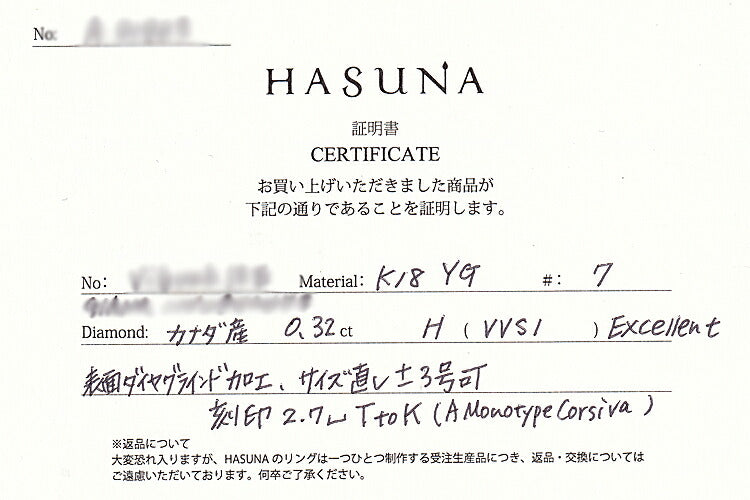 No:
HASUNA
証明書
CERTIFICATE
お買い上げいただきました商品が
下記の通りであることを証明します。
No: Material: K18 YG #: 7
Diamond: カナダ産 0.32 ct H ( VVS1 ) Excellent
表面ダイヤグラインド加工、サイズ直し±3号可
刻印 2.7㎜ T to K (A Monotype Corsiva)
※返品について
大変恐れ入りますが、HASUNAのリングは一つひとつ制作する受注生産品につき、返品・交換については
ご遠慮いただいております。何卒ご了承ください。